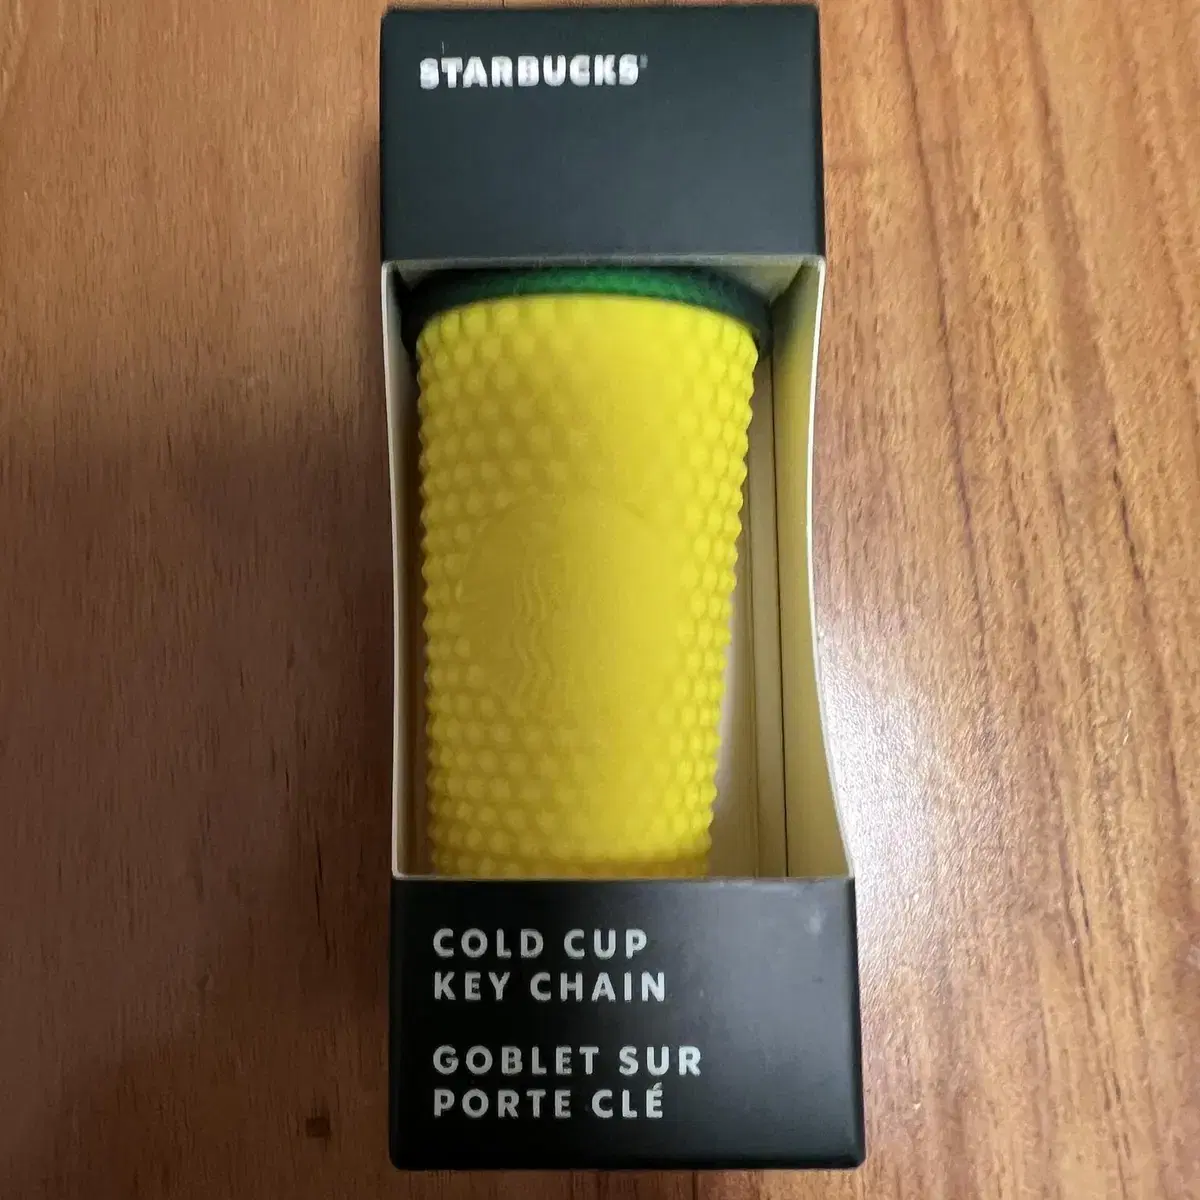 STARBUCKS®
COLD CUP
KEY CHAIN
GOBLET SUR
PORTE CLÉ